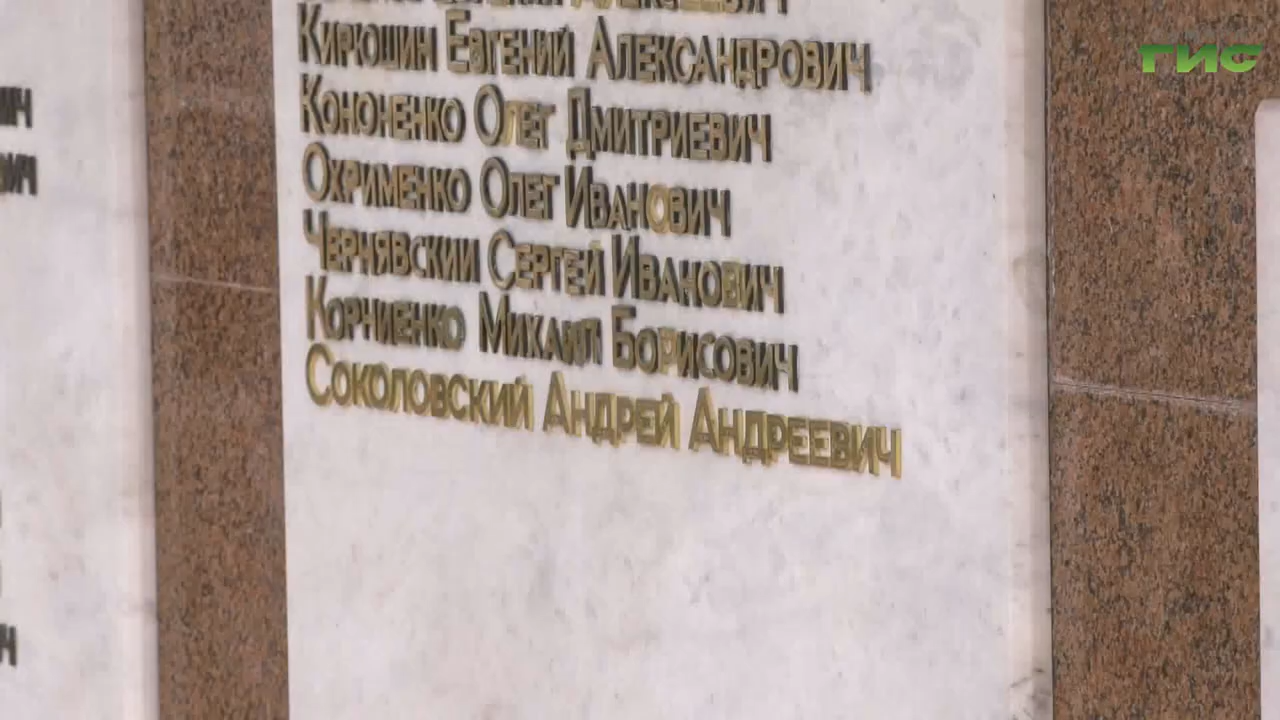 Кирюшин Евгений Александрович
Кононенко Олег Дмитриевич
Охрименко Олег Иванович
Чернявский Сергей Иванович
Корниенко Михаил Борисович
Соколовский Андрей Андреевич
ГИС